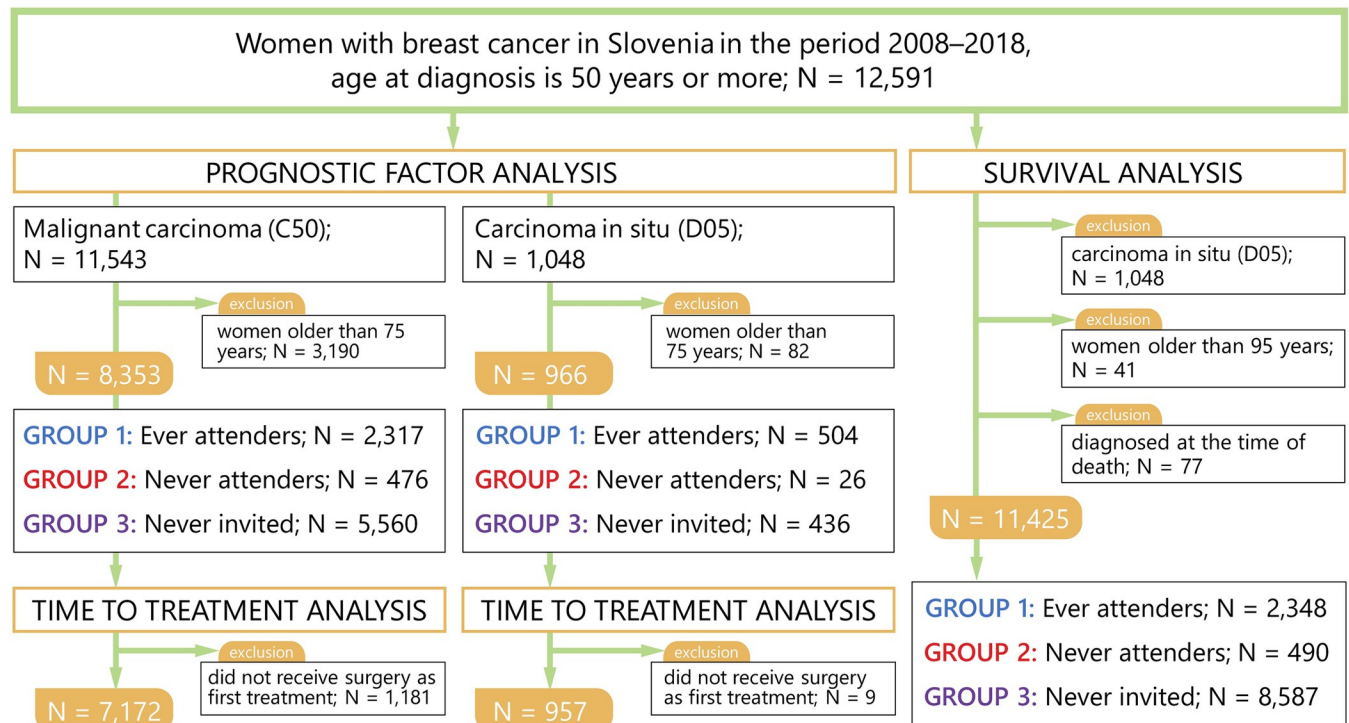 Women with breast cancer in Slovenia in the period 2008–2018,
age at diagnosis is 50 years or more; N = 12,591
PROGNOSTIC FACTOR ANALYSIS
Malignant carcinoma (C50);
N = 11,543
exclusion
women older than 75
years; N = 3,190
N = 8,353
GROUP 1: Ever attenders; N = 2,317
GROUP 2: Never attenders; N = 476
GROUP 3: Never invited; N = 5,560
TIME TO TREATMENT ANALYSIS
exclusion
did not receive surgery as
first treatment; N = 1,181
N = 7,172
Carcinoma in situ (D05);
N = 1,048
exclusion
women older than
75 years; N = 82
N = 966
GROUP 1: Ever attenders; N = 504
GROUP 2: Never attenders; N = 26
GROUP 3: Never invited; N = 436
TIME TO TREATMENT ANALYSIS
exclusion
did not receive surgery
as first treatment; N = 9
N = 957
SURVIVAL ANALYSIS
exclusion
carcinoma in situ (D05);
N = 1,048
exclusion
women older than 95 years;
N = 41
exclusion
diagnosed at the time of
death; N = 77
N = 11,425
GROUP 1: Ever attenders; N = 2,348
GROUP 2: Never attenders; N = 490
GROUP 3: Never invited; N = 8,587